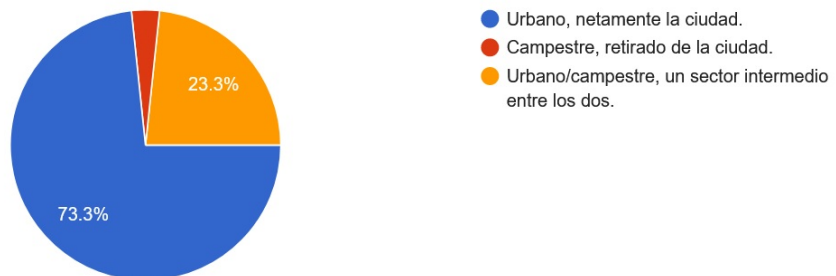 23.3%
73.3%
Urbano, netamente la ciudad.
Campestre, retirado de la ciudad.
Urbano/campestre, un sector intermedio
entre los dos.